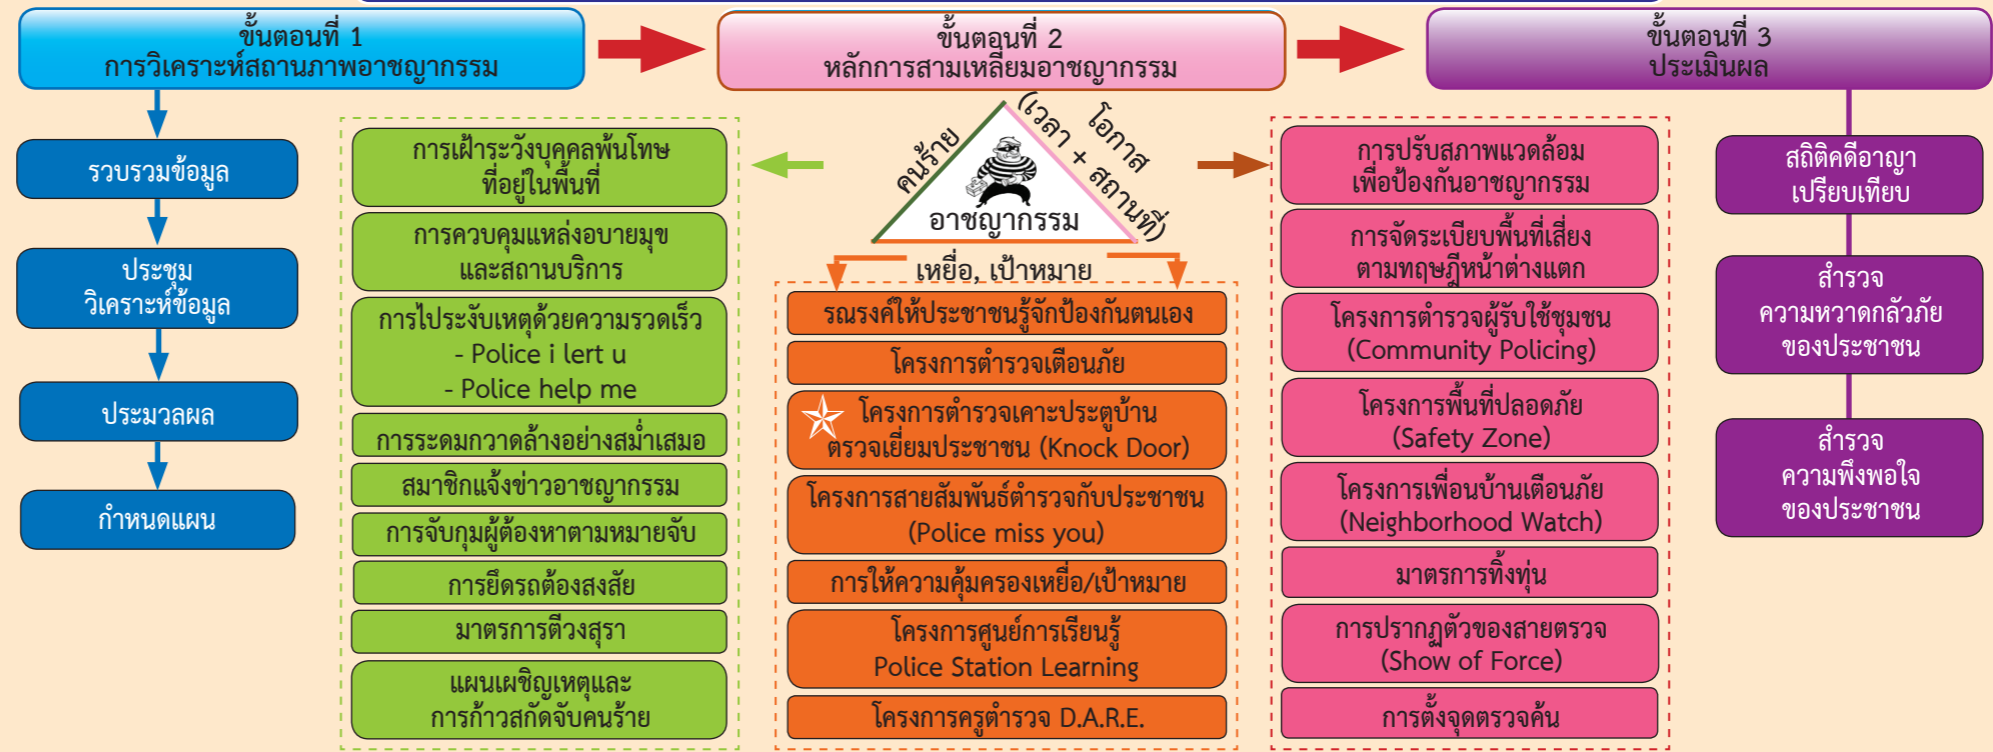 ขั้นตอนที่ 1
การวิเคราะห์สถานภาพอาชญากรรม
รวบรวมข้อมูล
ประชุม
วิเคราะห์ข้อมูล
ประมวลผล
กำหนดแผน
ขั้นตอนที่ 2
หลักการสามเหลี่ยมอาชญากรรม
คนร้าย
โอกาส
(เวลา + สถานที่)
อาชญากรรม
เหยื่อ, เป้าหมาย
การเฝ้าระวังบุคคลพ้นโทษ
ที่อยู่ในพื้นที่
การควบคุมแหล่งอบายมุข
และสถานบริการ
การไประงับเหตุด้วยความรวดเร็ว
- Police i lert u
- Police help me
การระดมกวาดล้างอย่างสม่ำเสมอ
สมาชิกแจ้งข่าวอาชญากรรม
การจับกุมผู้ต้องหาตามหมายจับ
การยึดรถต้องสงสัย
มาตรการตีวงสุรา
แผนเผชิญเหตุและ
การก้าวสกัดจับคนร้าย
รณรงค์ให้ประชาชนรู้จักป้องกันตนเอง
โครงการตำรวจเตือนภัย
โครงการตำรวจเคาะประตูบ้าน
ตรวจเยี่ยมประชาชน (Knock Door)
โครงการสายสัมพันธ์ตำรวจกับประชาชน
(Police miss you)
การให้ความคุ้มครองเหยื่อ/เป้าหมาย
โครงการศูนย์การเรียนรู้
Police Station Learning
โครงการครูตำรวจ D.A.R.E.
การปรับสภาพแวดล้อม
เพื่อป้องกันอาชญากรรม
การจัดระเบียบพื้นที่เสี่ยง
ตามทฤษฎีหน้าต่างแตก
โครงการตำรวจผู้รับใช้ชุมชน
(Community Policing)
โครงการพื้นที่ปลอดภัย
(Safety Zone)
โครงการเพื่อนบ้านเตือนภัย
(Neighborhood Watch)
มาตรการทิ้งทุ่น
การปรากฏตัวของสายตรวจ
(Show of Force)
การตั้งจุดตรวจค้น
ขั้นตอนที่ 3
ประเมินผล
สถิติคดีอาญา
เปรียบเทียบ
สำรวจ
ความหวาดกลัวภัย
ของประชาชน
สำรวจ
ความพึงพอใจ
ของประชาชน